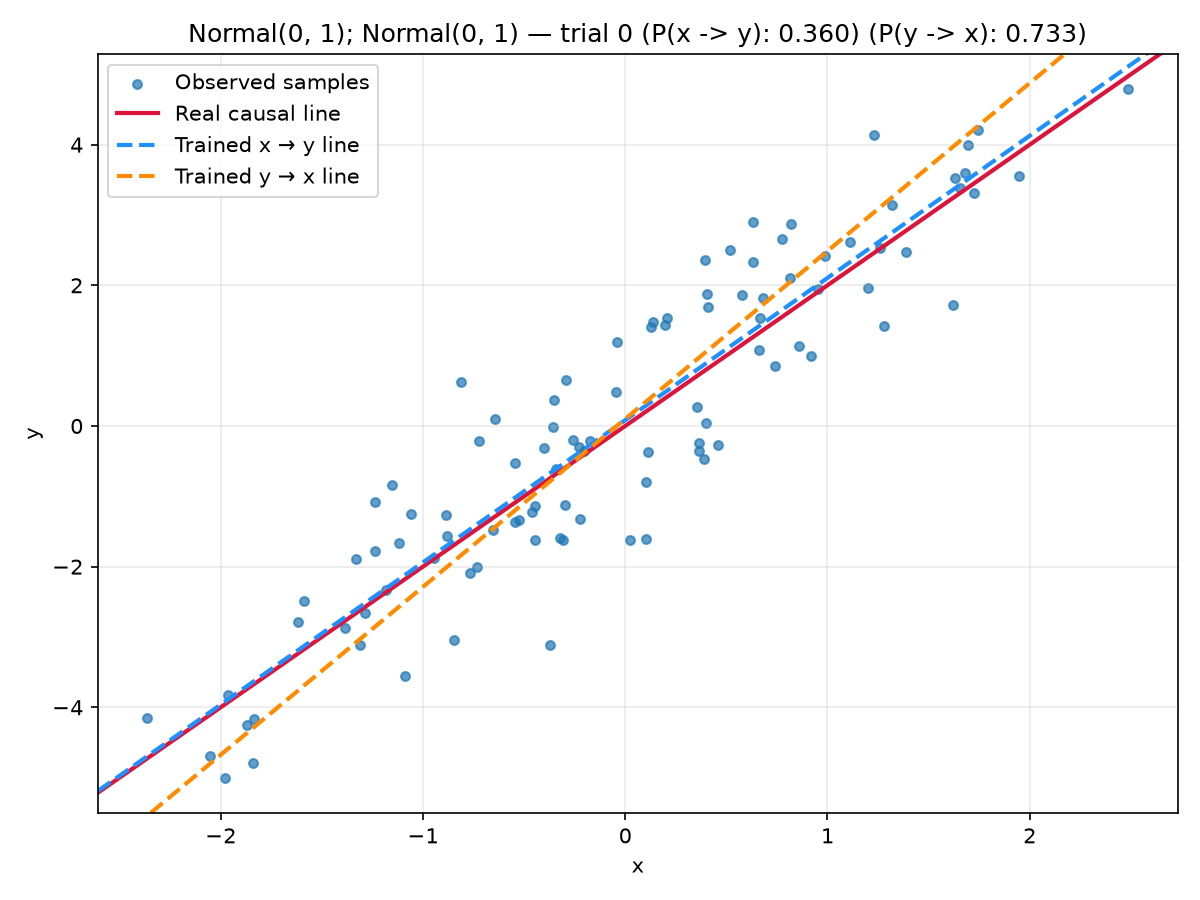 Normal(0, 1); Normal(0, 1) — trial 0 (P(x -> y): 0.360) (P(y -> x): 0.733)
Observed samples
Real causal line
Trained x → y line
Trained y → x line
4
2
0
−2
−4
y
−2
−1
0
1
2
x